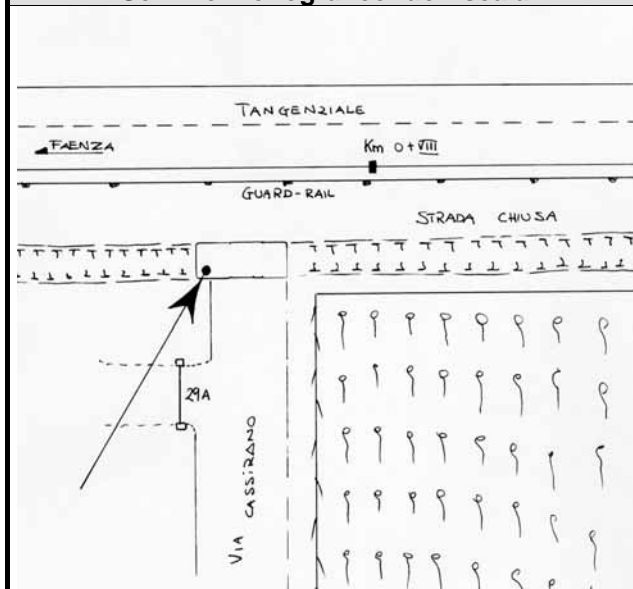 TANGENZIALE
FAENZA
Km 0+VIII
GUARD-RAIL
STRADA CHIUSA
29A
VIA CASSIRANO